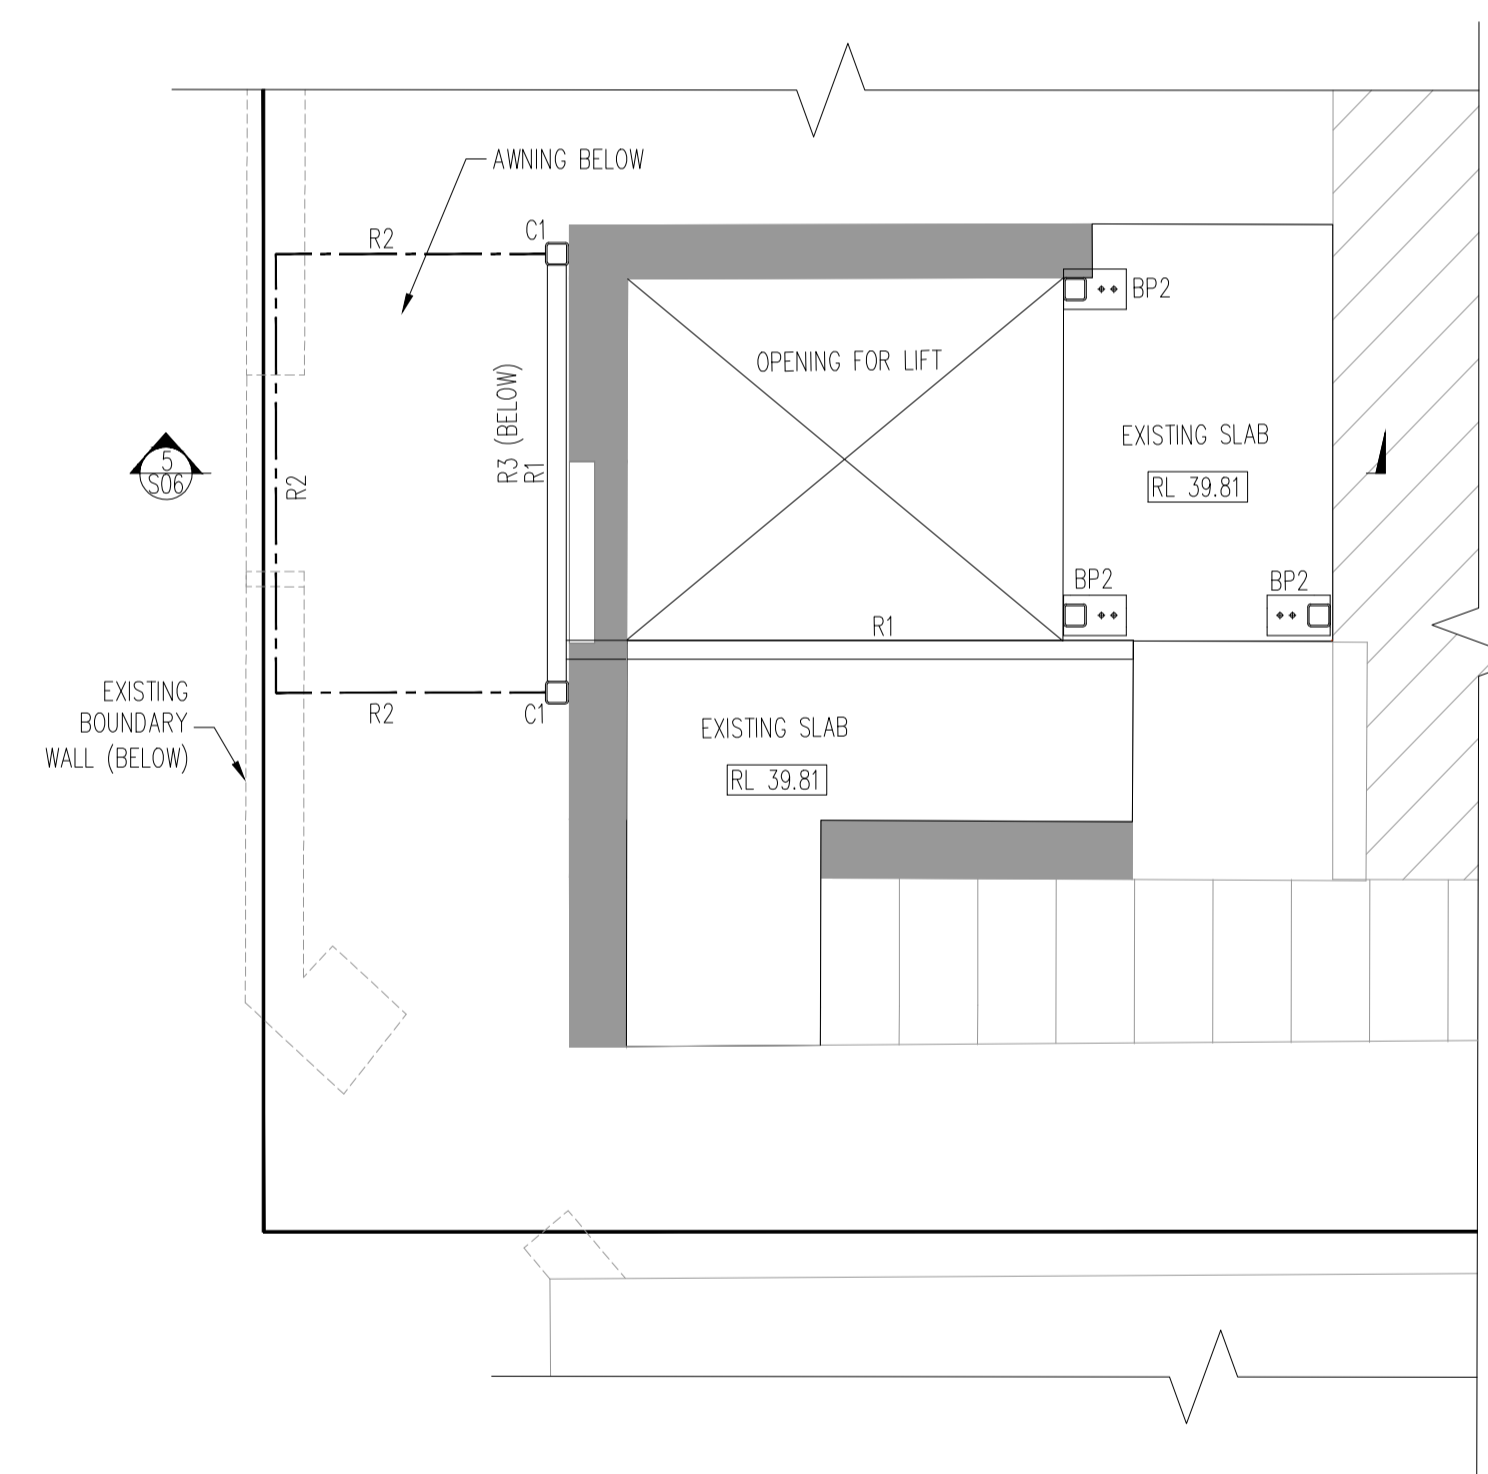 AWNING BELOW
C1
R2
BP2
OPENING FOR LIFT
R3 (BELOW)
R1
EXISTING SLAB
RL 39.81
5
S06
R2
BP2
BP2
R1
EXISTING
BOUNDARY
WALL (BELOW)
R2
C1
EXISTING SLAB
RL 39.81